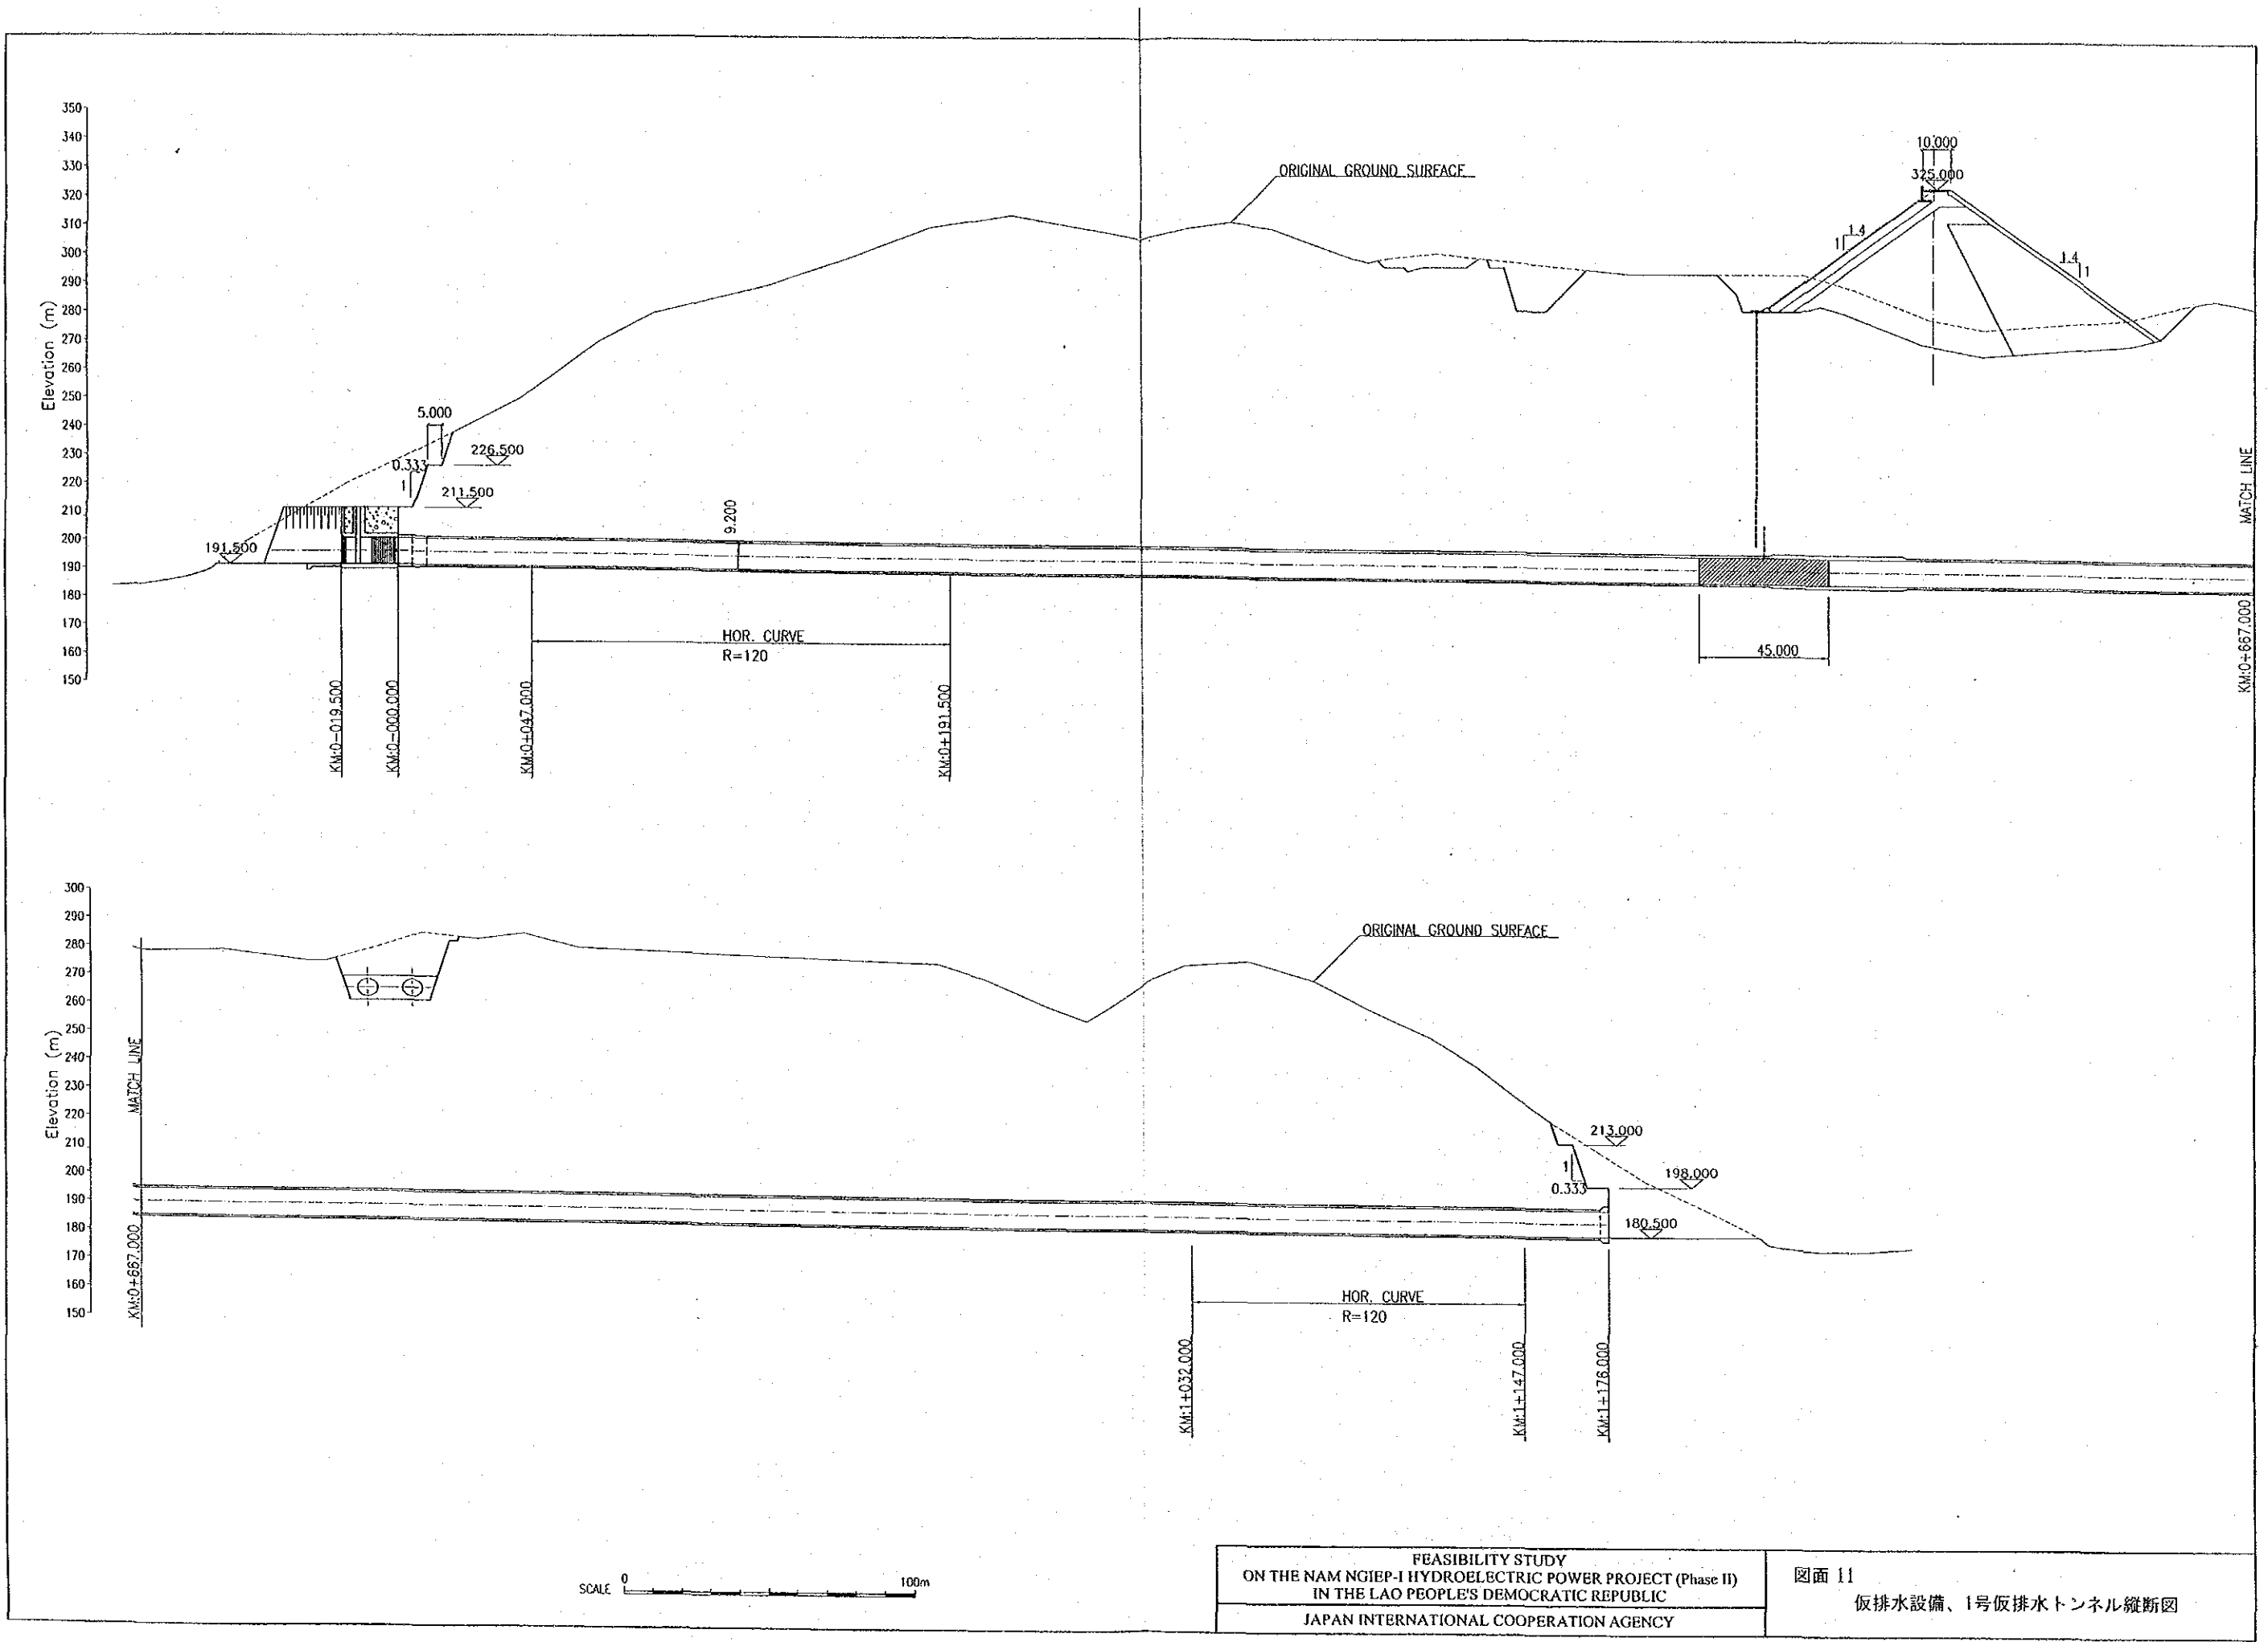 350
340
330
320
310
300
290
280
270
260
250
240
230
220
210
200
190
180
170
160
150
Elevation (m)
ORIGINAL GROUND SURFACE
10.000
325.000
1.4
1
1.4
1
5.000
226.500
0.333
1
211.500
191.500
9.200
HOR. CURVE
R=120
45.000
MATCH LINE
KM:0+667.000
KM:0-019.500
KM:0-000.000
KM:0+047.000
KM:0+191.500
300
290
280
270
260
250
240
230
220
210
200
190
180
170
160
150
Elevation (m)
MATCH LINE
KM:0+667.000
ORIGINAL GROUND SURFACE
213.000
1
0.333
198.000
180.500
HOR. CURVE
R=120
KM:1+032.000
KM:1+147.000
KM:1+176.000
SCALE 0 100m
FEASIBILITY STUDY
ON THE NAM NGIEP-I HYDROELECTRIC POWER PROJECT (Phase II)
IN THE LAO PEOPLE'S DEMOCRATIC REPUBLIC
JAPAN INTERNATIONAL COOPERATION AGENCY
図面 11
仮排水設備、1号仮排水トンネル縦断図